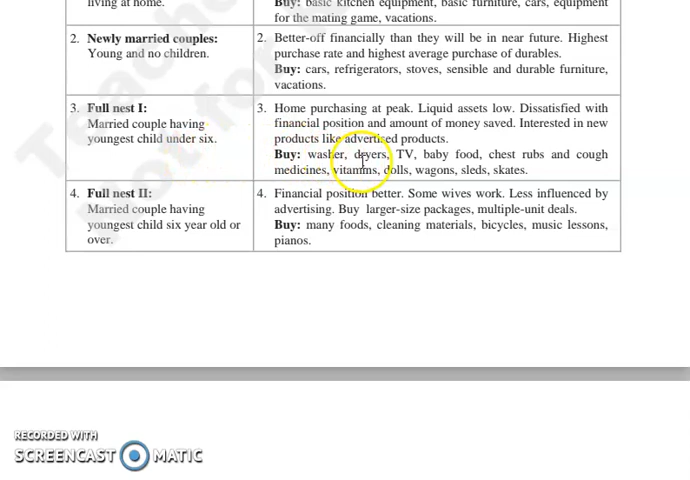 living at home.
Buy: basic kitchen equipment, basic furniture, cars, equipment
for the mating game, vacations.
2. Newly married couples:
Young and no children.
2. Better-off financially than they will be in near future. Highest
purchase rate and highest average purchase of durables.
Buy: cars, refrigerators, stoves, sensible and durable furniture,
vacations.
3. Full nest I:
Married couple having
youngest child under six.
3. Home purchasing at peak. Liquid assets low. Dissatisfied with
financial position and amount of money saved. Interested in new
products like advertised products.
Buy: washer, dryers, TV, baby food, chest rubs and cough
medicines, vitamins, dolls, wagons, sleds, skates.
4. Full nest II:
Married couple having
youngest child six year old or
over.
4. Financial position better. Some wives work. Less influenced by
advertising. Buy larger-size packages, multiple-unit deals.
Buy: many foods, cleaning materials, bicycles, music lessons,
pianos.
RECORDED WITH
SCREENCAST MATIC